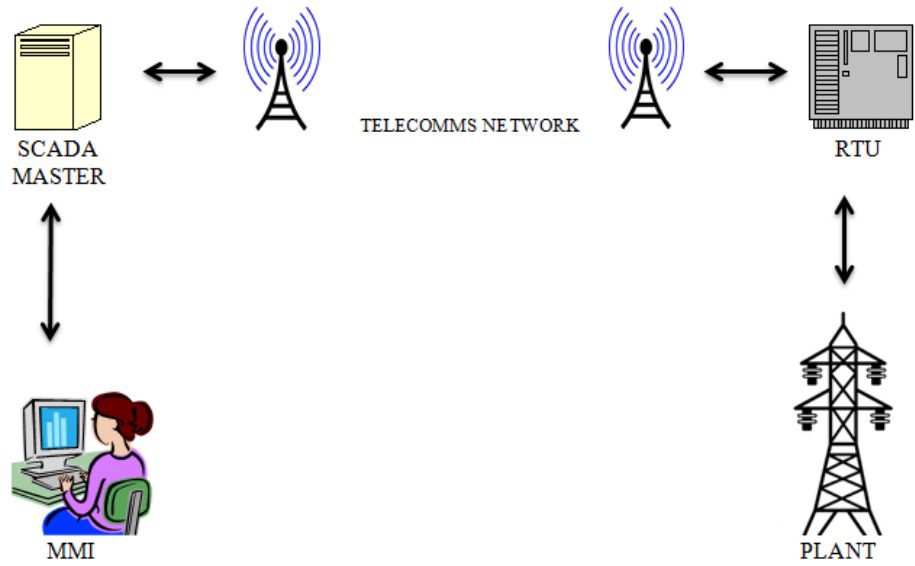 TELECOMMS NETWORK
SCADA
MASTER
RTU
MMI
PLANT